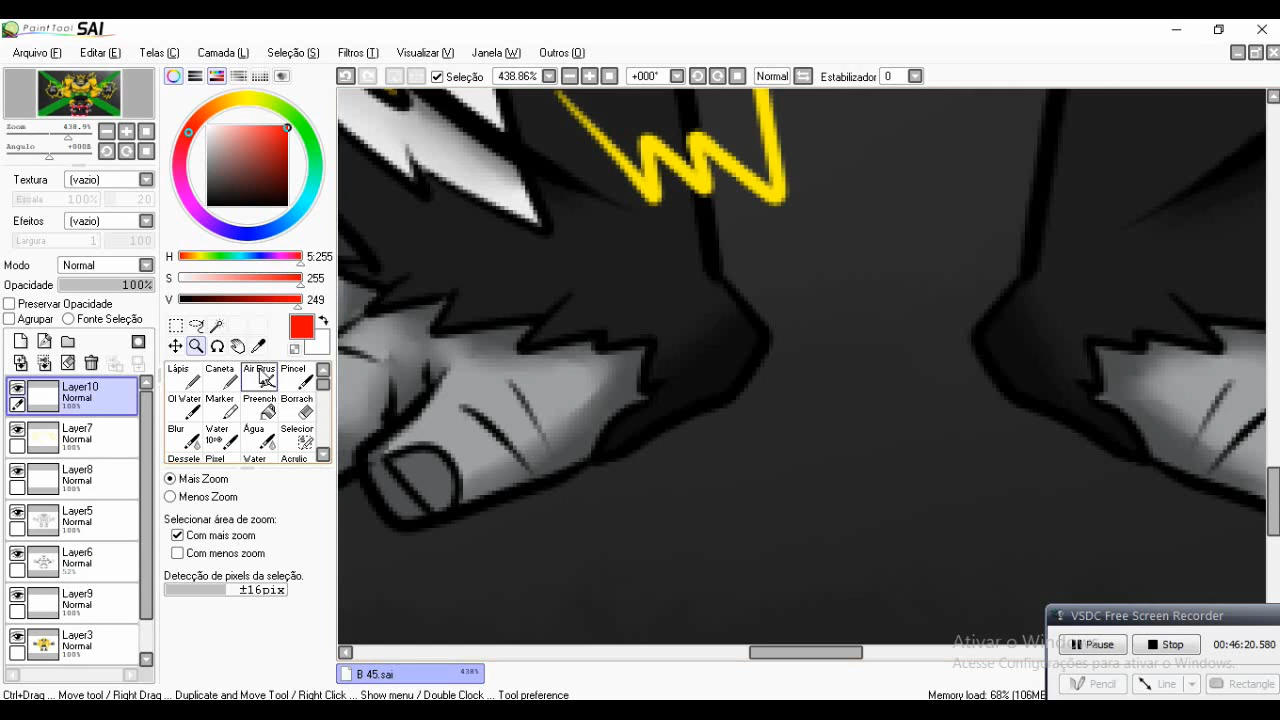 PaintTool SAI
Arquivo (F) Editar (E) Telas (C) Camada (L) Seleção (S) Filtros (T) Visualizar (V) Janela (W) Outros (O)
Seleção 438.86% +000° Normal Estabilizador 0
Zoom 438.9%
Angulo +000ß
Textura (vazio)
Escala 100% 20
Efeitos (vazio)
Largura 1 100
Modo Normal
Opacidade 100%
Preservar Opacidade
Agrupar Fonte Seleção
Layer10
Normal
100%
Layer7
Normal
100%
Layer8
Normal
100%
Layer5
Normal
100%
Layer6
Normal
52%
Layer9
Normal
100%
Layer3
Normal
100%
H 5:255
S 255
V 249
Lápis Caneta Air Brus Pincel
Ol Water Marker Preench Borrach
Blur Water 10® Água Selecior
Dessele Pixel Water Acrilic
Mais Zoom
Menos Zoom
Selecionar área de zoom:
Com mais zoom
Com menos zoom
Detecção de pixels da seleção.
±16pix
B 45.sai 438%
VSDC Free Screen Recorder
Pause Stop 00:46:20.580
Pencil Line Rectangle
Ativar o Wind
Acesse Configurações para ativar o Windows.
Ctrl+Drag ... Move tool / Right Drag ... Duplicate and Move Tool / Right Click ... Show menu / Double Click ... Tool preference
Memory load: 68% (106MB